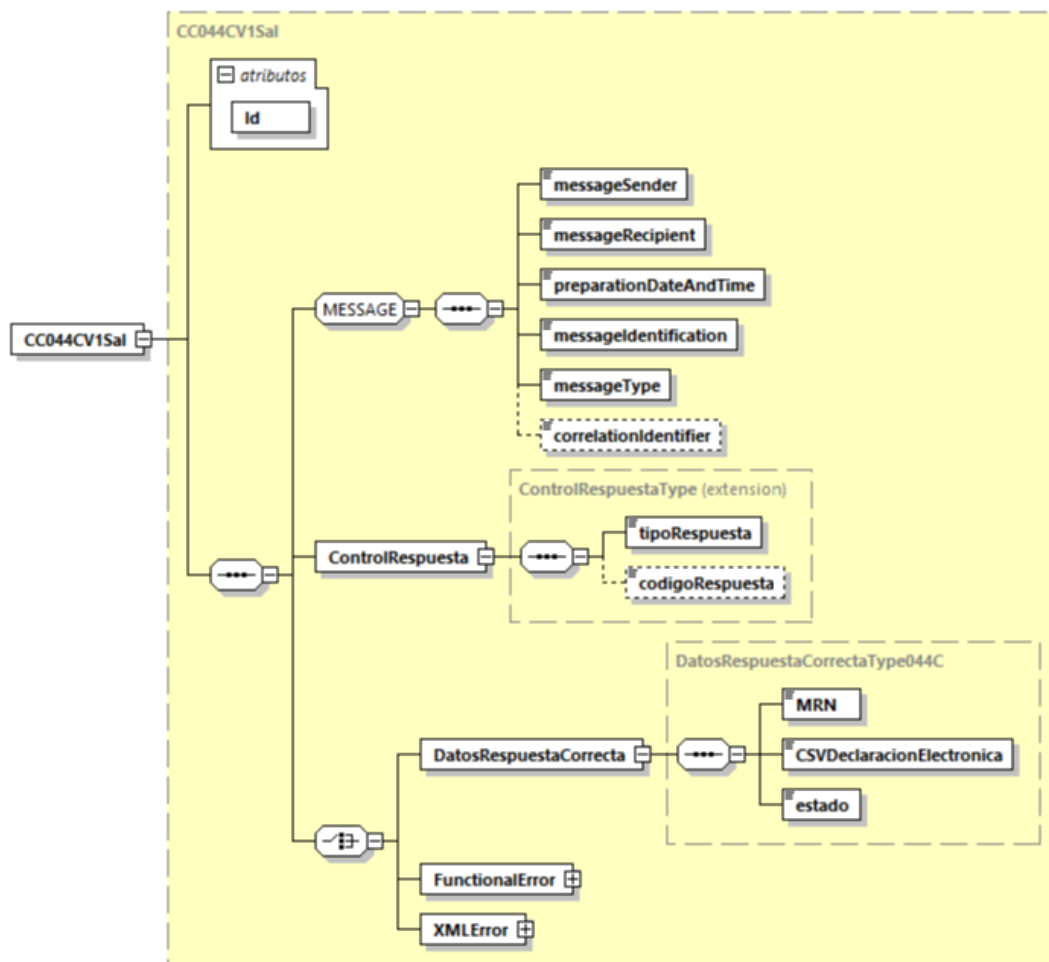 CC044CV1Sal
atributos
Id
messageSender
messageRecipient
preparationDateAndTime
MESSAGE
messageIdentification
CC044CV1Sal
messageType
correlationIdentifier
ControlRespuestaType (extension)
tipoRespuesta
ControlRespuesta
codigoRespuesta
DatosRespuestaCorrectaType044C
MRN
DatosRespuestaCorrecta
CSVDeclaracionElectronica
estado
FunctionalError
XMLError